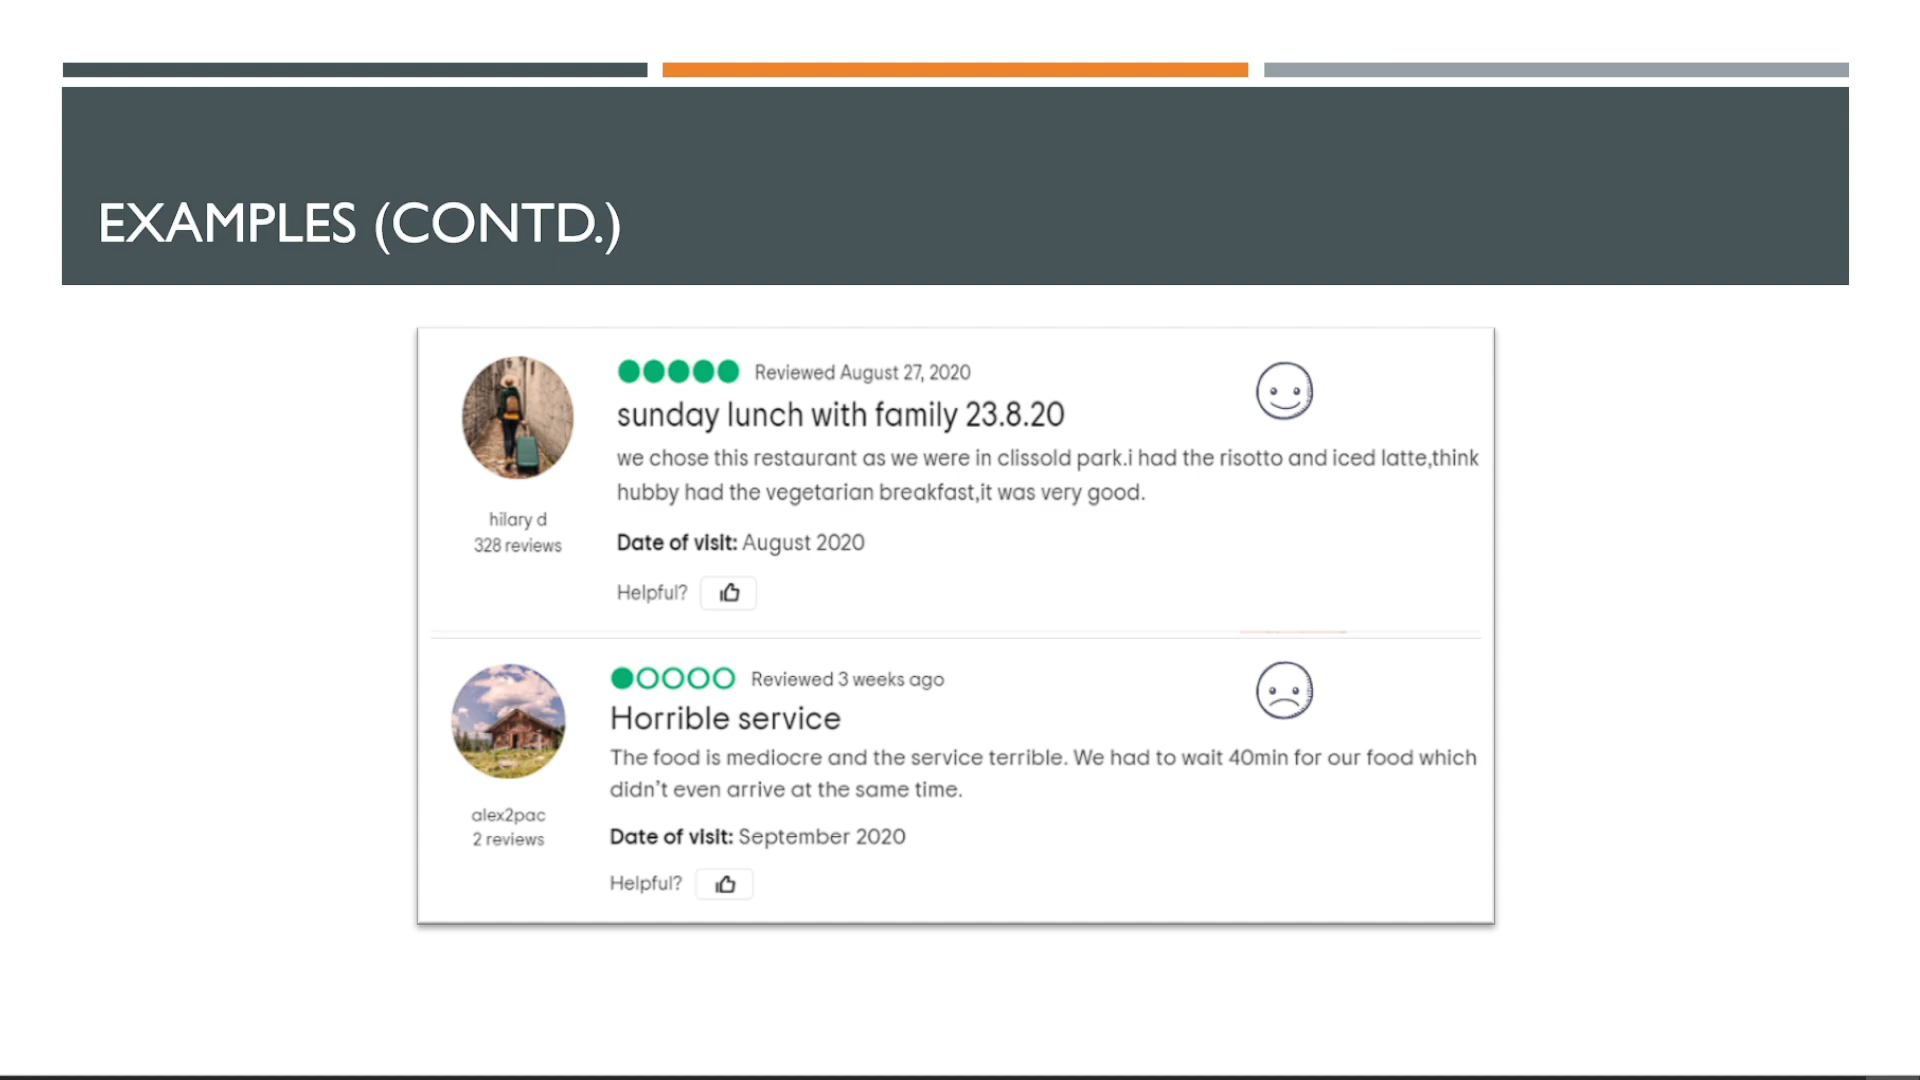 EXAMPLES (CONTD.)
Reviewed August 27, 2020
sunday lunch with family 23.8.20
we chose this restaurant as we were in clissold park.i had the risotto and iced latte,think
hubby had the vegetarian breakfast,it was very good.
hilary d
328 reviews
Date of visit: August 2020
Helpful?
Reviewed 3 weeks ago
Horrible service
The food is mediocre and the service terrible. We had to wait 40min for our food which
didn't even arrive at the same time.
alex2pac
2 reviews
Date of visit: September 2020
Helpful?